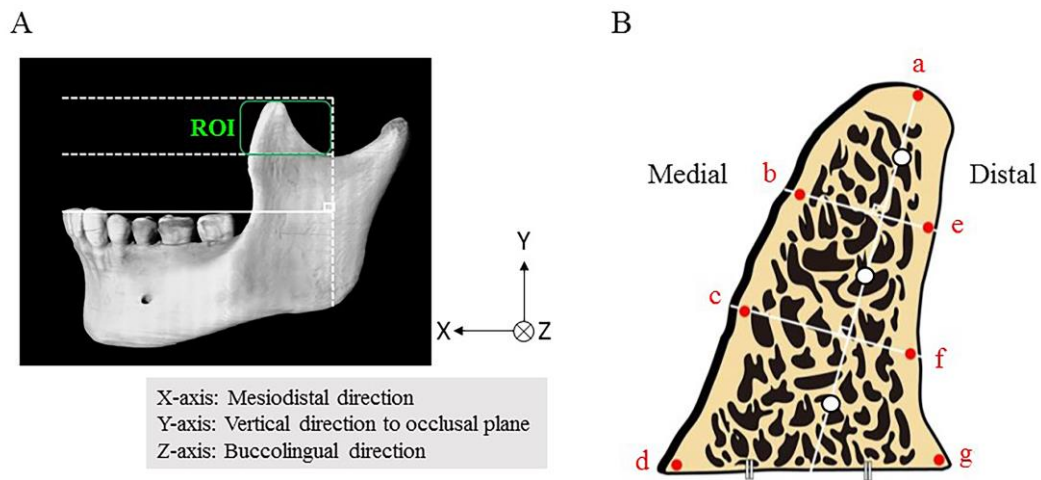 A
ROI
Y
X
Z
X-axis: Mesiodistal direction
Y-axis: Vertical direction to occlusal plane
Z-axis: Buccolingual direction
B
a
Medial
b
Distal
e
c
f
d
g